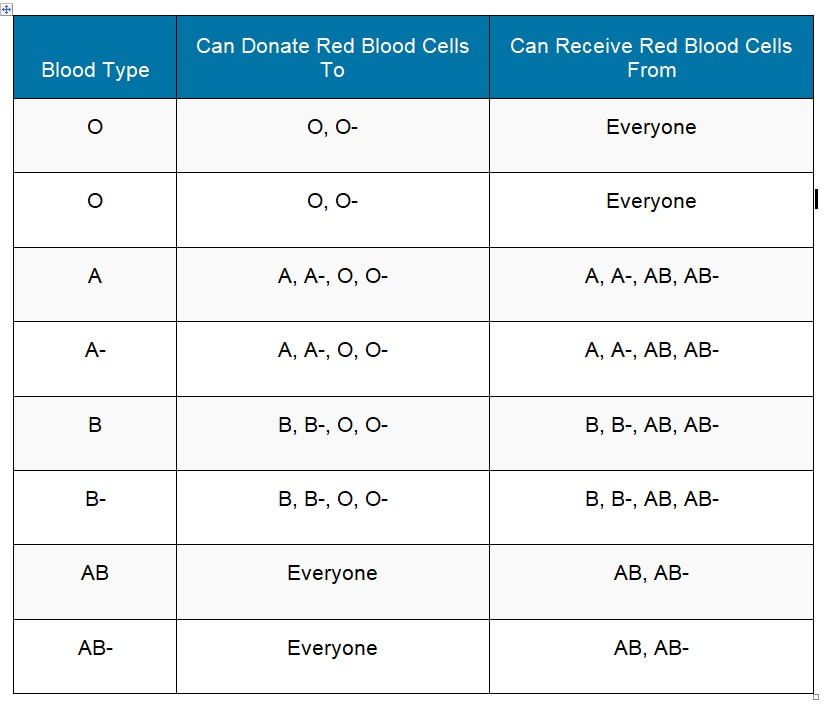 Blood Type
Can Donate Red Blood Cells
To
Can Receive Red Blood Cells
From
O
O, O-
Everyone
O
O, O-
Everyone
A
A, A-, O, O-
A, A-, AB, AB-
A-
A, A-, O, O-
A, A-, AB, AB-
B
B, B-, O, O-
B, B-, AB, AB-
B-
B, B-, O, O-
B, B-, AB, AB-
AB
Everyone
AB, AB-
AB-
Everyone
AB, AB-